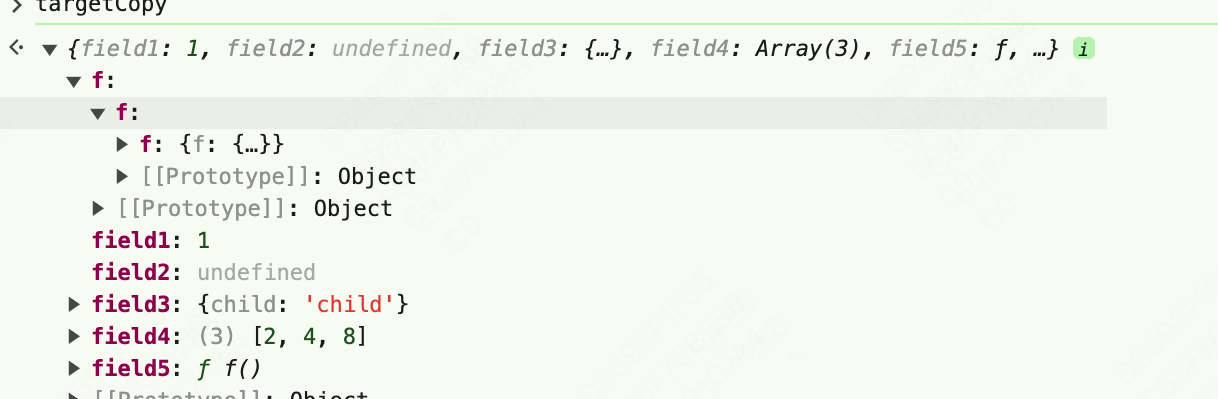 targetCopy
{field1: 1, field2: undefined, field3: {…}, field4: Array(3), field5: ƒ, …} i
f:
f:
f: {f: {…}}
[[Prototype]]: Object
[[Prototype]]: Object
field1: 1
field2: undefined
field3: {child: 'child'}
field4: (3) [2, 4, 8]
field5: ƒ f()
[[Prototype]]: Object